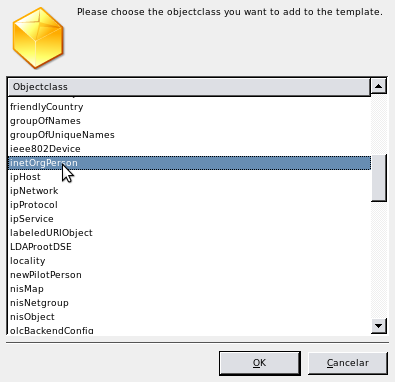 Please choose the objectclass you want to add to the template.
Objectclass
friendlyCountry
groupOfNames
groupOfUniqueNames
ieee802Device
inetOrgPerson
ipHost
ipNetwork
ipProtocol
ipService
labeledURIObject
LDAProotDSE
locality
newPilotPerson
nisMap
nisNetgroup
nisObject
olcBackendConfig
OK
Cancelar